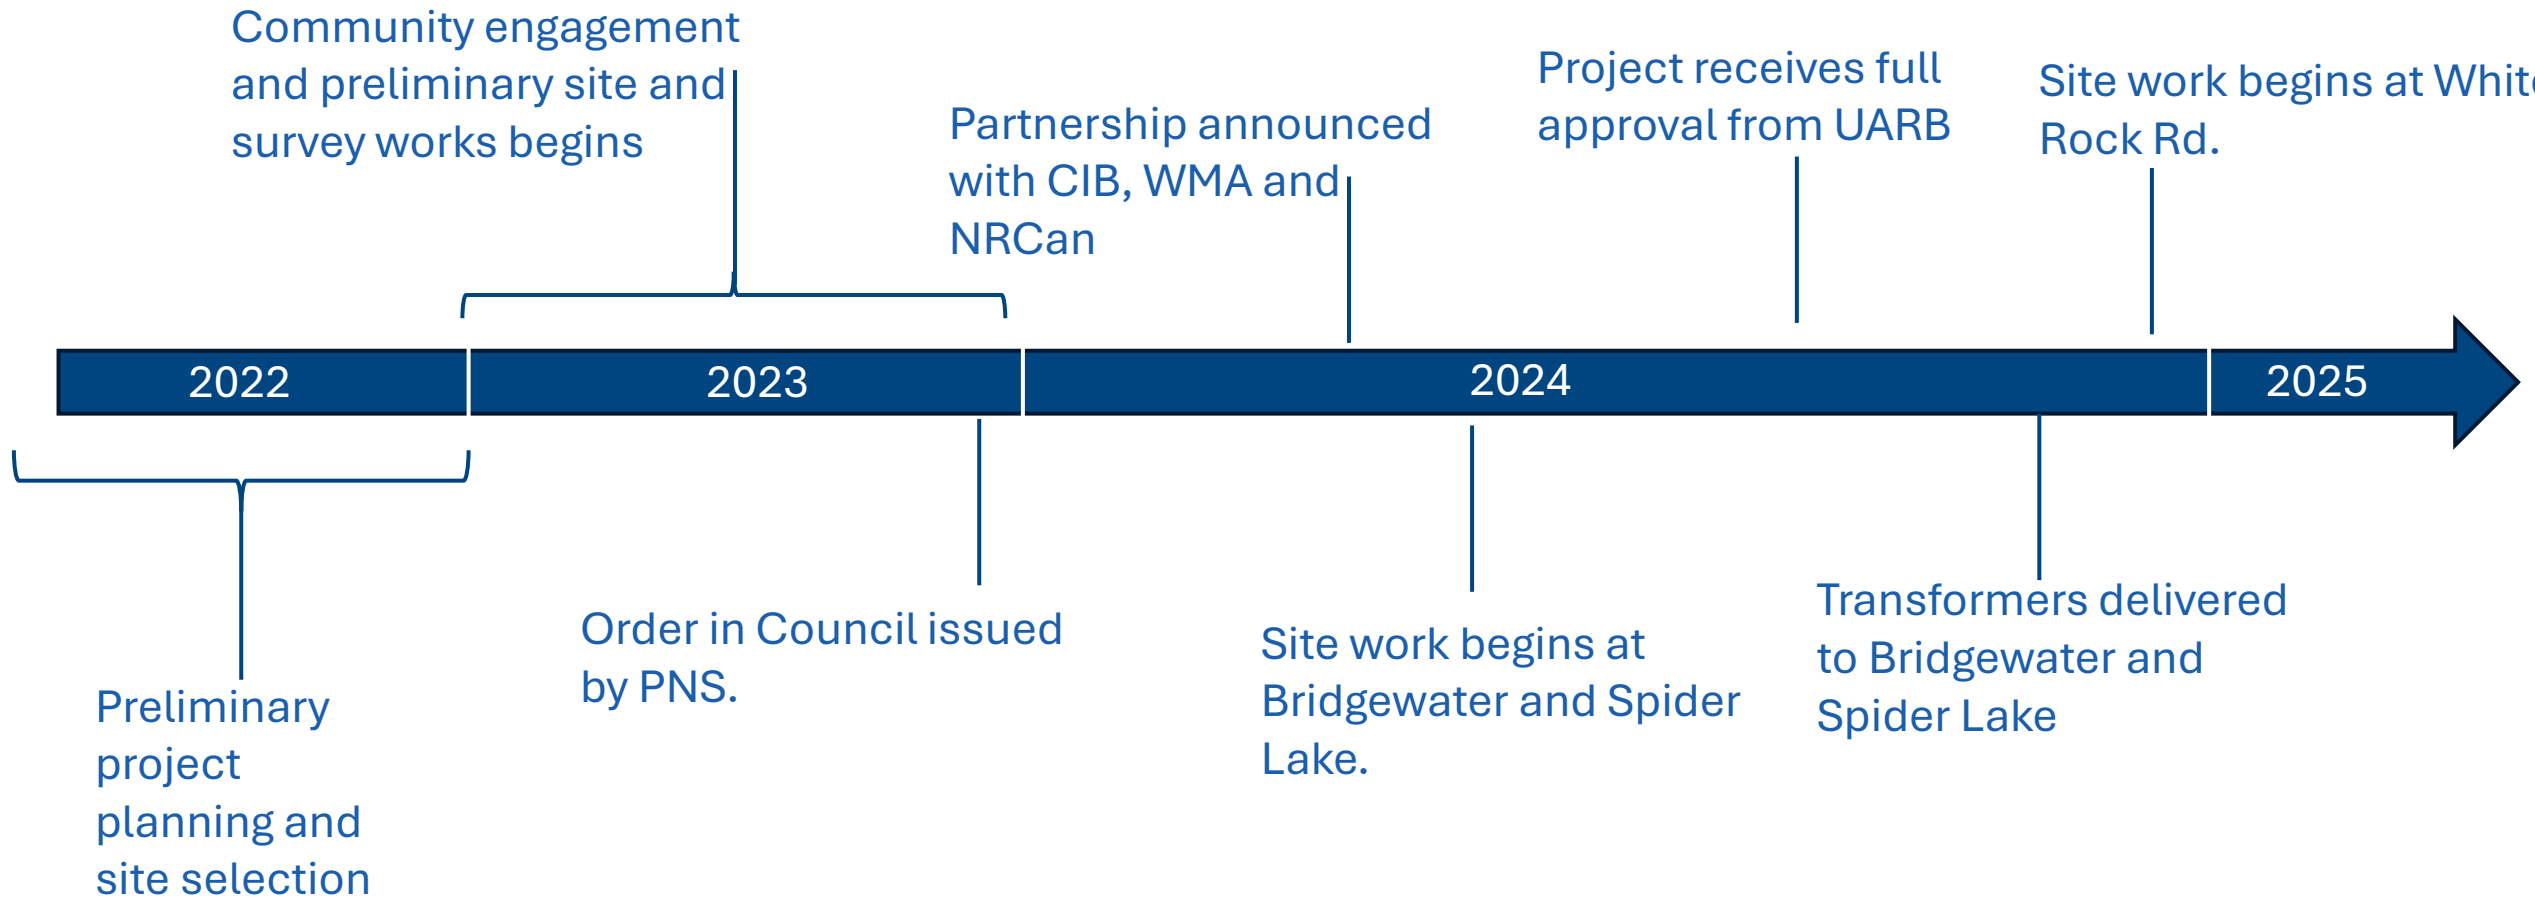 Community engagement
and preliminary site and
survey works begins
Partnership announced
with CIB, WMA and
NRCan
Project receives full
approval from UARB
Site work begins at White
Rock Rd.
2022
2023
2024
2025
Preliminary
project
planning and
site selection
Order in Council issued
by PNS.
Site work begins at
Bridgewater and Spider
Lake.
Transformers delivered
to Bridgewater and
Spider Lake